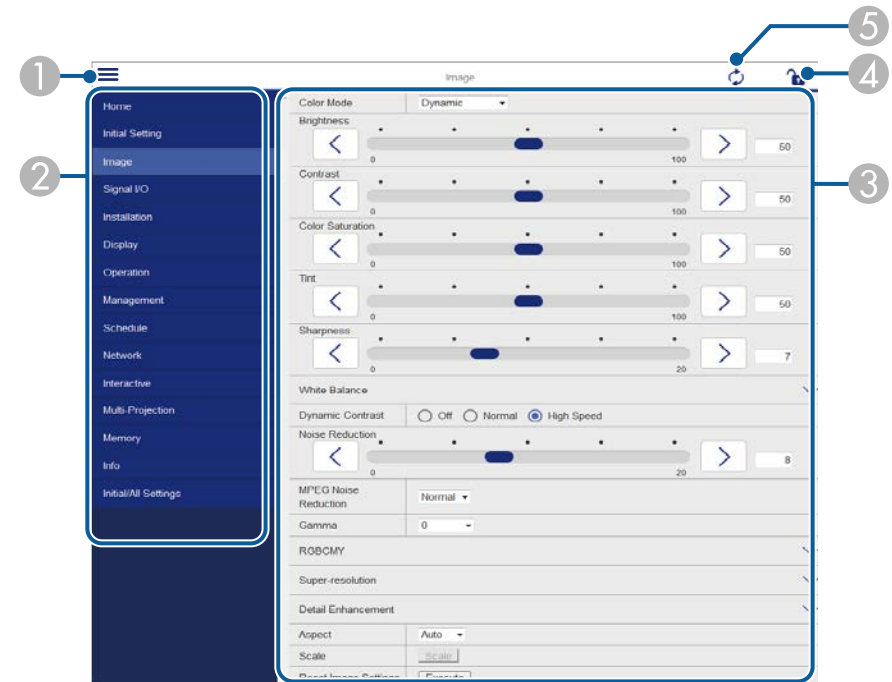 5
1
Image
4
Home
Initial Setting
Image
Signal I/O
Installation
Display
Operation
Management
Schedule
Network
Interactive
Multi-Projection
Memory
Info
Initial/All Settings
2
3
Color Mode Dynamic
Brightness
0 100 50
Contrast
0 100 50
Color Saturation
0 100 50
Tint
0 100 50
Sharpness
0 20 7
White Balance
Dynamic Contrast Off Normal High Speed
Noise Reduction
0 20 8
MPEG Noise
Reduction Normal
Gamma 0
RGBCMY
Super-resolution
Detail Enhancement
Aspect Auto
Scale Scale
Reset Image Settings Execute